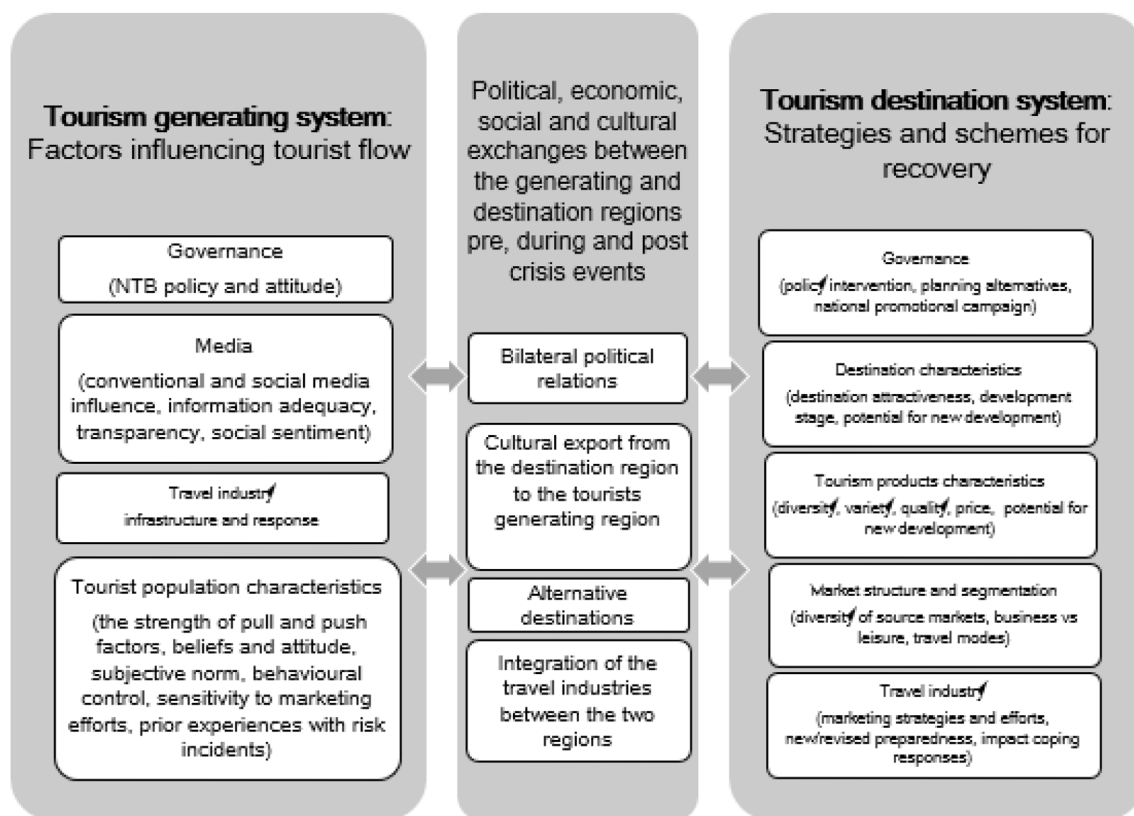 Tourism generating system:
Factors influencing tourist flow
Governance
(NTB policy and attitude)
Media
(conventional and social media
influence, information adequacy,
transparency, social sentiment)
Travel industry
infrastructure and response
Tourist population characteristics
(the strength of pull and push
factors, beliefs and attitude,
subjective norm, behavioural
control, sensitivity to marketing
efforts, prior experiences with risk
incidents)
Political, economic,
social and cultural
exchanges between
the generating and
destination regions
pre, during and post
crisis events
Bilateral political
relations
Cultural export from
the destination region
to the tourists
generating region
Alternative
destinations
Integration of the
travel industries
between the two
regions
Tourism destination system:
Strategies and schemes for
recovery
Governance
(policy intervention, planning alternatives,
national promotional campaign)
Destination characteristics
(destination attractiveness, development
stage, potential for new development)
Tourism products characteristics
(diversity, variety, quality, price, potential for
new development)
Market structure and segmentation
(diversity of source markets, business vs
leisure, travel modes)
Travel industry
(marketing strategies and efforts,
new/revised preparedness, impact coping
responses)